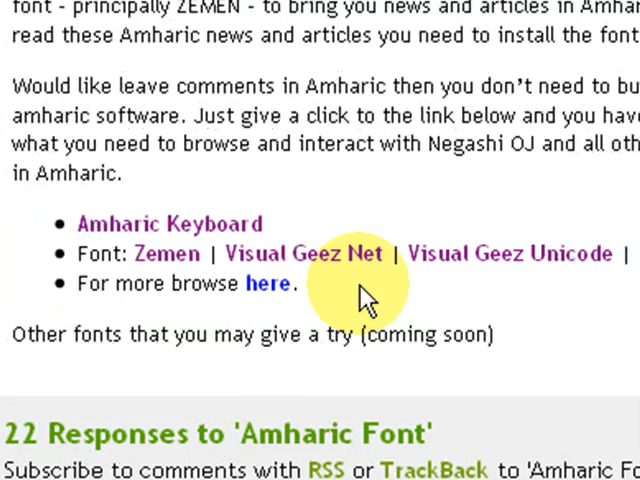 font - principally ZEMEN - to bring you news and articles in Amhar
read these Amharic news and articles you need to install the font
Would like leave comments in Amharic then you don't need to bu
amharic software. Just give a click to the link below and you have
what you need to browse and interact with Negashi OJ and all oth
in Amharic.
Amharic Keyboard
Font: Zemen | Visual Geez Net | Visual Geez Unicode |
For more browse here.
Other fonts that you may give a try (coming soon)
22 Responses to 'Amharic Font'
Subscribe to comments with RSS or TrackBack to 'Amharic Fo